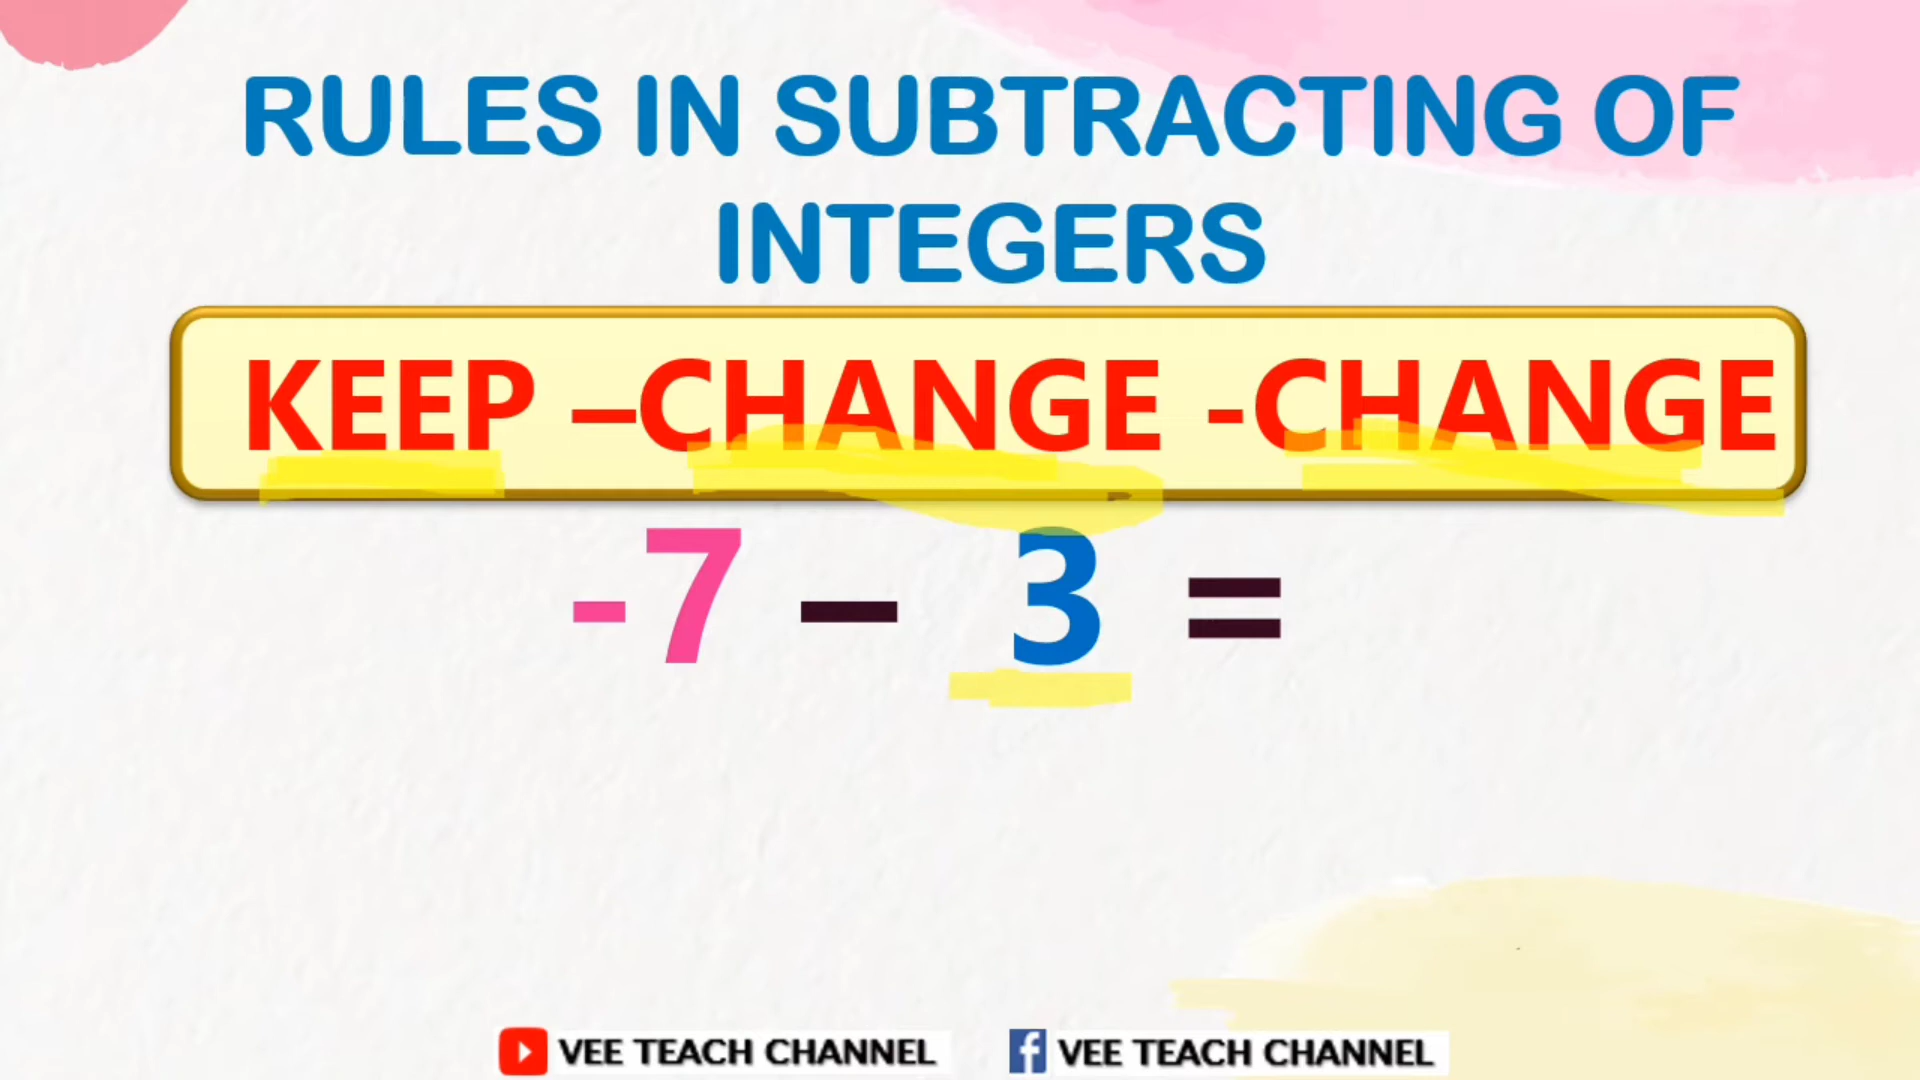 RULES IN SUBTRACTING OF
INTEGERS
KEEP –CHANGE -CHANGE
-7 – 3 =
VEE TEACH CHANNEL
VEE TEACH CHANNEL